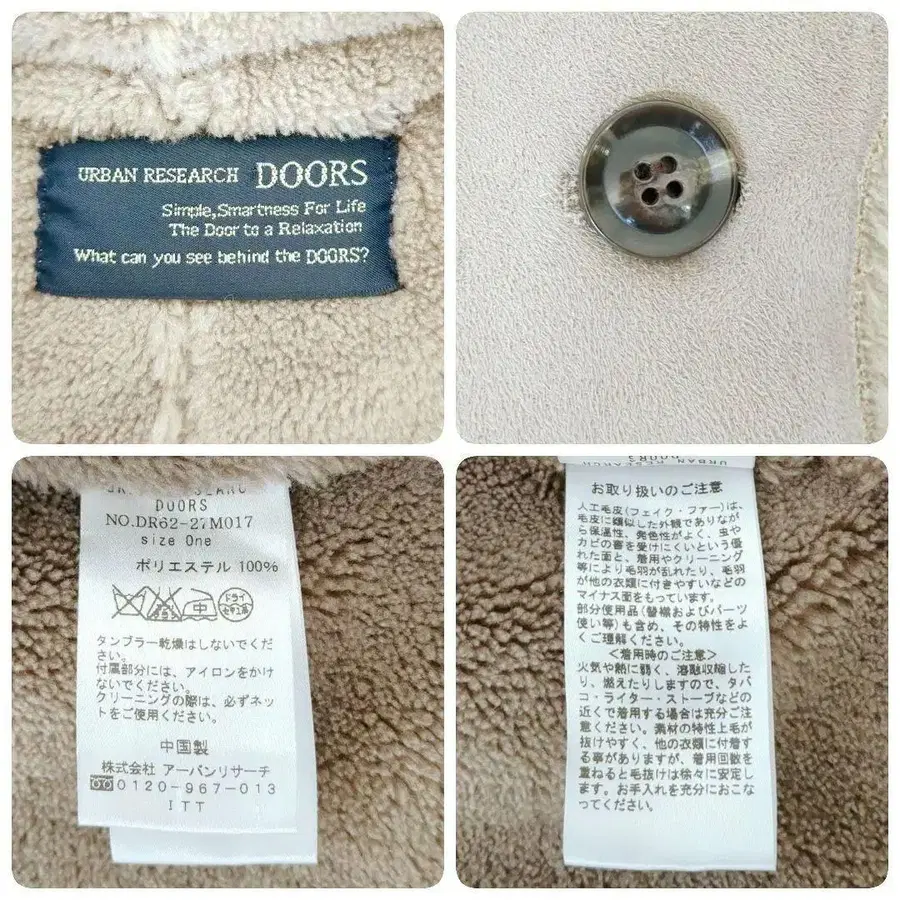 URBAN RESEARCH DOORS
Simple,Smartness For Life
The Door to a Relaxation
What can you see behind the DOORS?
DOORS
NO.DR62-27M017
size One
ポリエステル 100%
中
ドライ
セキユ系
タンブラー乾燥はしないでくだ
さい。
付属部分には、アイロンをかけ
ないでください。
クリーニングの際は、必ずネッ
トをご使用ください。
中国製
株式会社 アーバンリサーチ
0120-967-013
ITT
URBAN RESEARCH
DOORS
お取り扱いのご注意
人工毛皮(フェイク・ファー)は、
毛皮に類似した外観でありなが
ら保温性、発色性がよく、虫や
カビの害を受けにくいという優
れた面と、着用やクリーニング
等により毛羽が乱れたり、毛羽
が他の衣類に付きやすいなどの
マイナス面をもっています。
部分使用品(替襟およびパーツ
使い等)も含め、その特性をよ
くご理解ください。
<着用時のご注意>
火気や熱に弱く、溶融収縮した
り、燃えたりしますので、タバ
コ・ライター・ストーブなどの
近くで着用する場合は充分ご注
意ください。素材の特性上毛が
抜けやすく、他の衣類に付着す
る事がありますが、着用回数を
重ねると毛抜けは徐々に安定し
ます。お手入れを充分におこな
ってください。